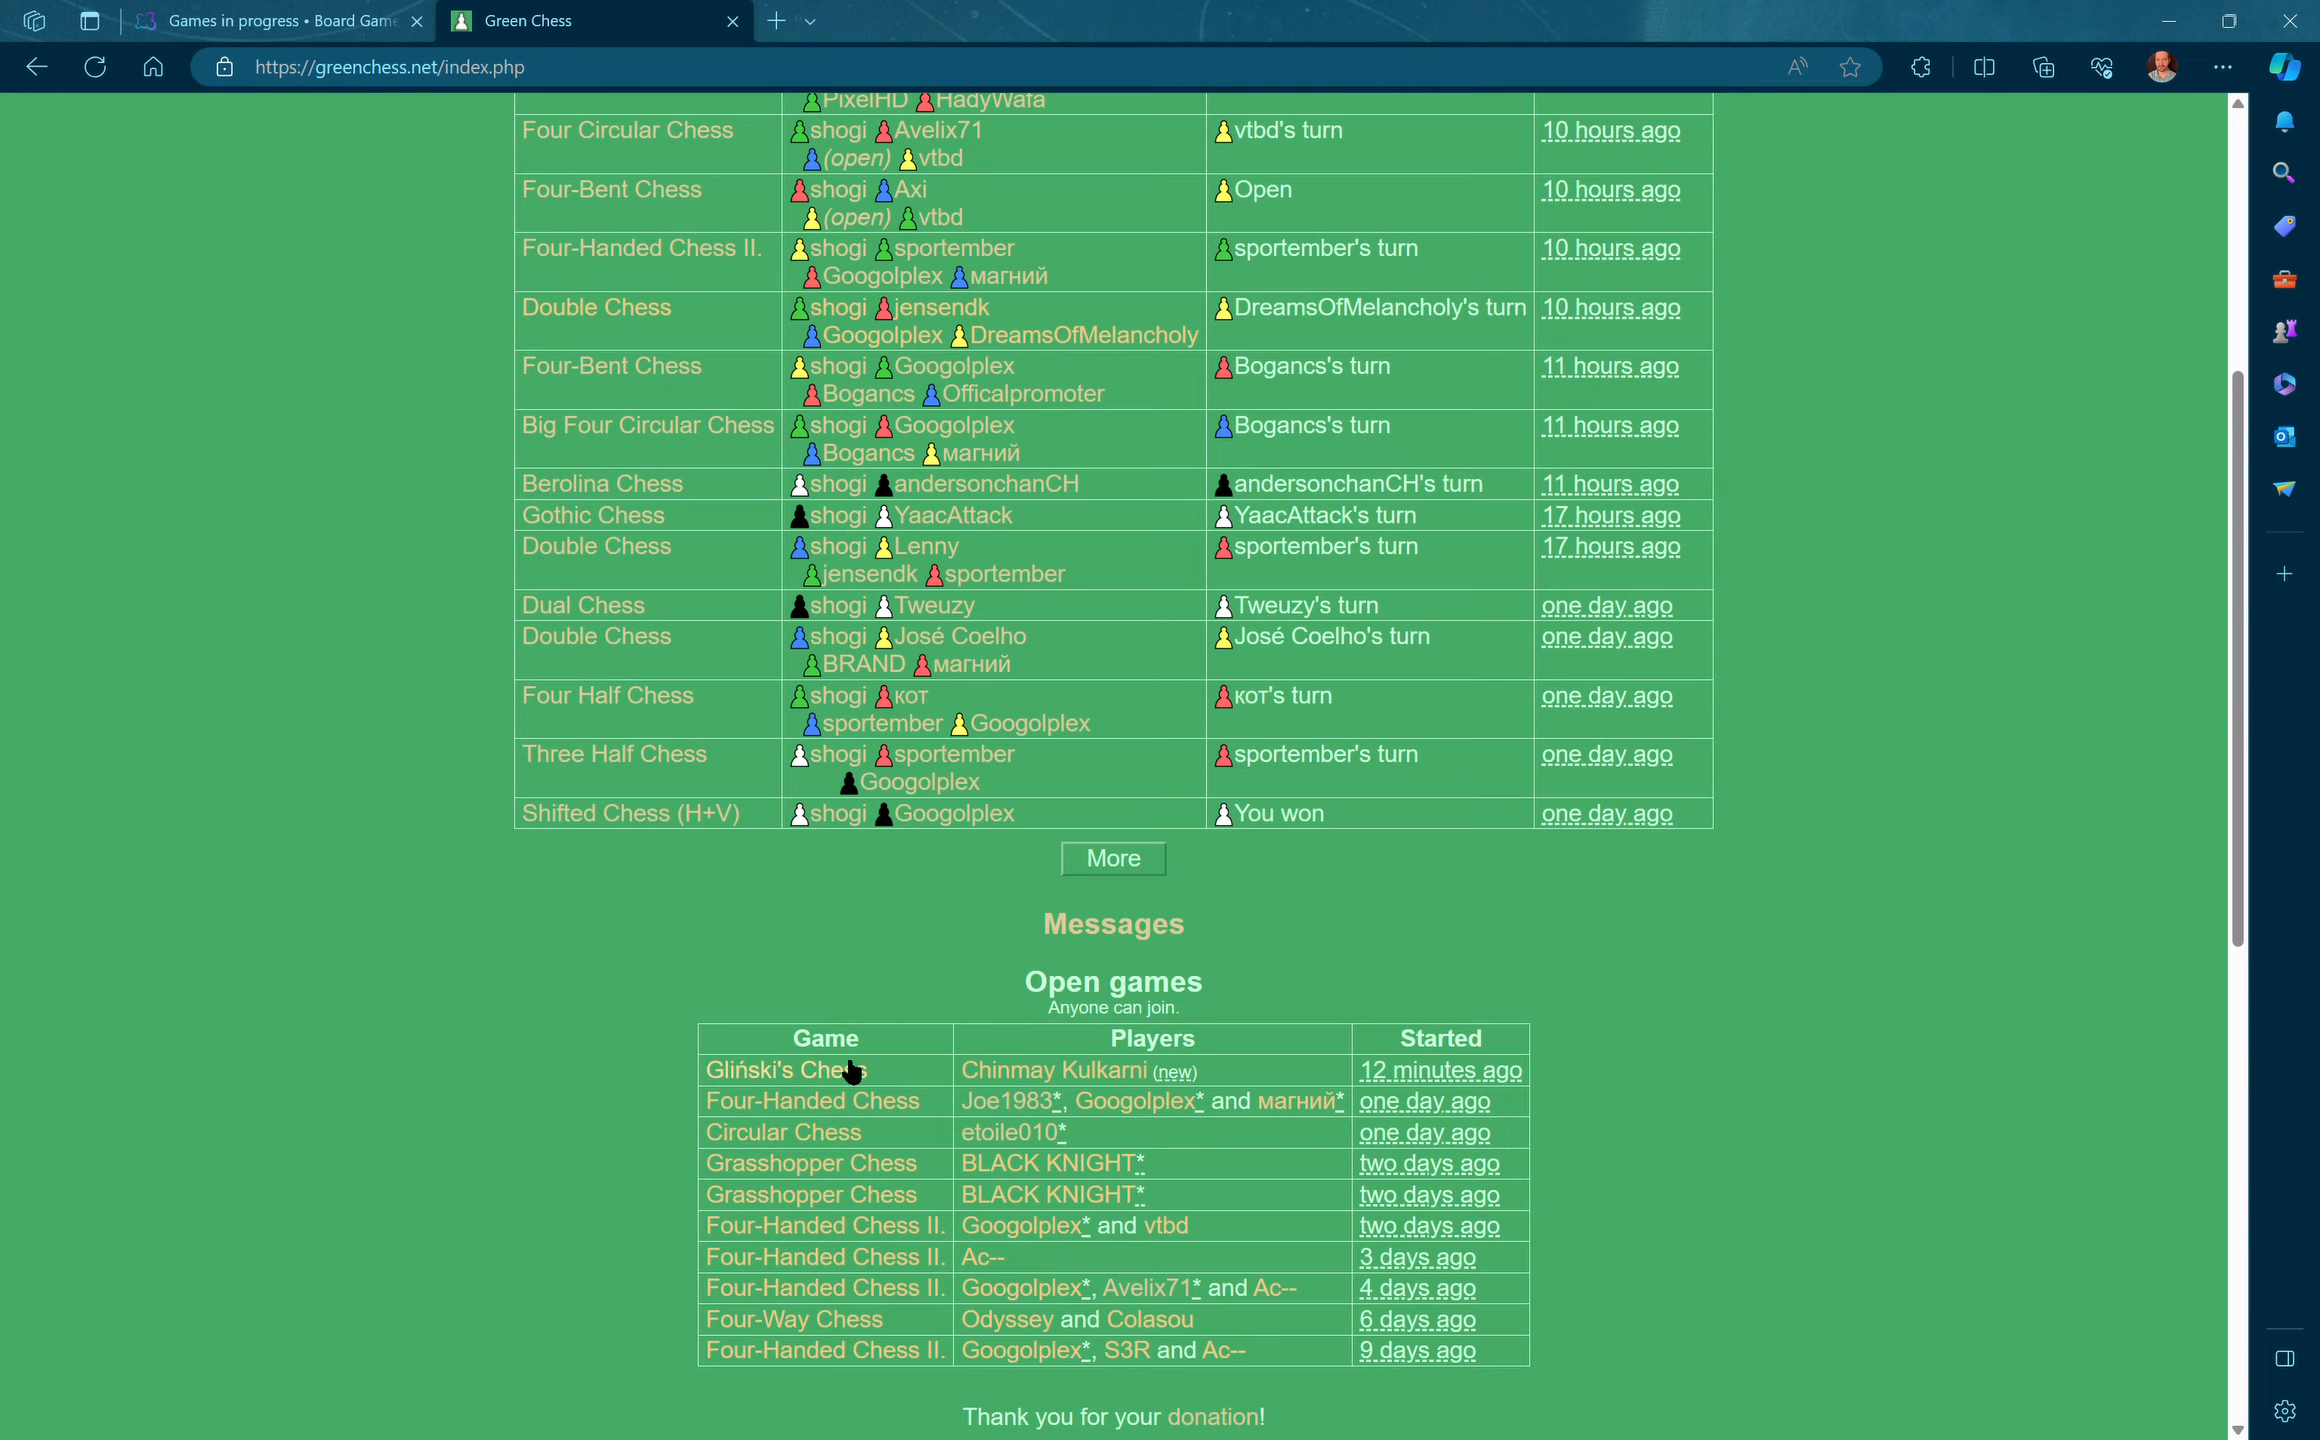 Games in progress • Board Game
Green Chess
https://greenchess.net/index.php
PixelHD HadyWafa
Four Circular Chess shogi Avelix71 vtbd's turn 10 hours ago
(open) vtbd
Four-Bent Chess shogi Axi Open 10 hours ago
(open) vtbd
Four-Handed Chess II. shogi sportember sportember's turn 10 hours ago
Googolplex магний
Double Chess shogi jensendk DreamsOfMelancholy's turn 10 hours ago
Googolplex DreamsOfMelancholy
Four-Bent Chess shogi Googolplex Bogancs's turn 11 hours ago
Bogancs Officalpromoter
Big Four Circular Chess shogi Googolplex Bogancs's turn 11 hours ago
Bogancs магний
Berolina Chess shogi andersonchanCH andersonchanCH's turn 11 hours ago
Gothic Chess shogi YaacAttack YaacAttack's turn 17 hours ago
Double Chess shogi Lenny sportember's turn 17 hours ago
jensendk sportember
Dual Chess shogi Tweuzy Tweuzy's turn one day ago
Double Chess shogi José Coelho José Coelho's turn one day ago
BRAND магний
Four Half Chess shogi кот кот's turn one day ago
sportember Googolplex
Three Half Chess shogi sportember sportember's turn one day ago
Googolplex
Shifted Chess (H+V) shogi Googolplex You won one day ago
More
Messages
Open games
Anyone can join.
Game Players Started
Gliński's Chess Chinmay Kulkarni (new) 12 minutes ago
Four-Handed Chess Joe1983*, Googolplex* and магний* one day ago
Circular Chess etoile010* one day ago
Grasshopper Chess BLACK KNIGHT* two days ago
Grasshopper Chess BLACK KNIGHT* two days ago
Four-Handed Chess II. Googolplex* and vtbd two days ago
Four-Handed Chess II. Ac-- 3 days ago
Four-Handed Chess II. Googolplex*, Avelix71* and Ac-- 4 days ago
Four-Way Chess Odyssey and Colasou 6 days ago
Four-Handed Chess II. Googolplex*, S3R and Ac-- 9 days ago
Thank you for your donation!